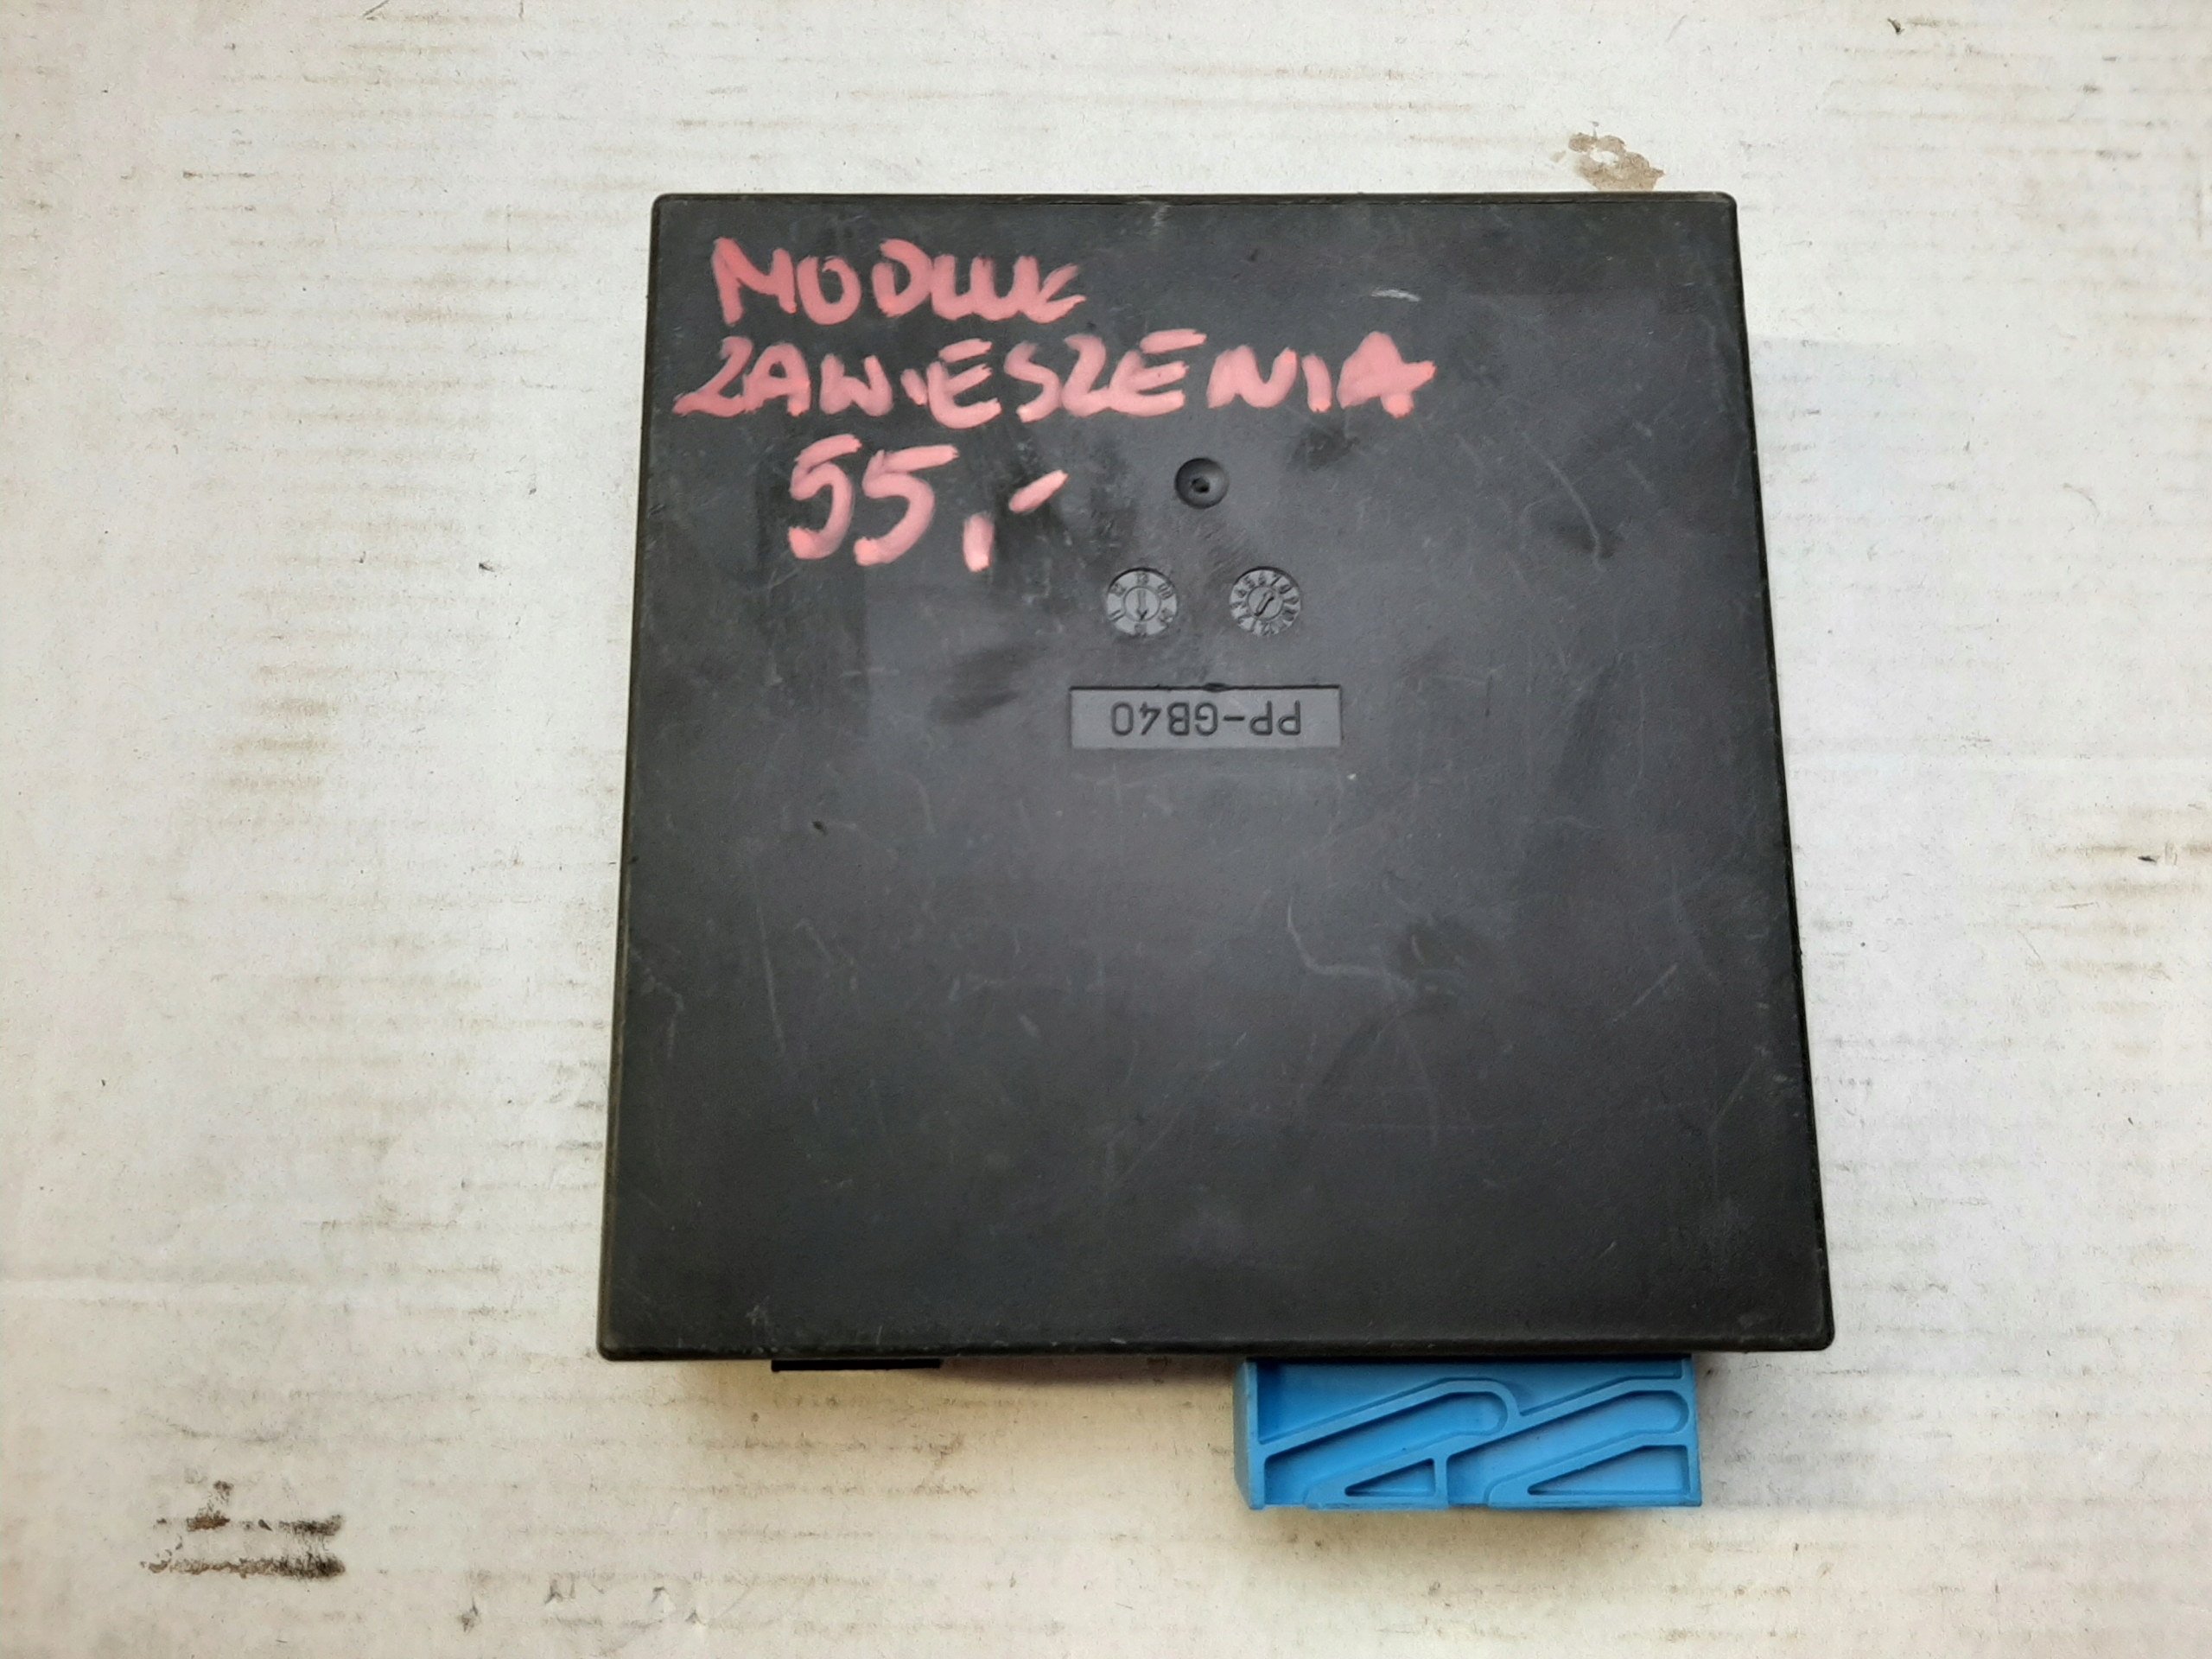 MODUŁ
ZAWIESZENIA
55,-
PP-GB40